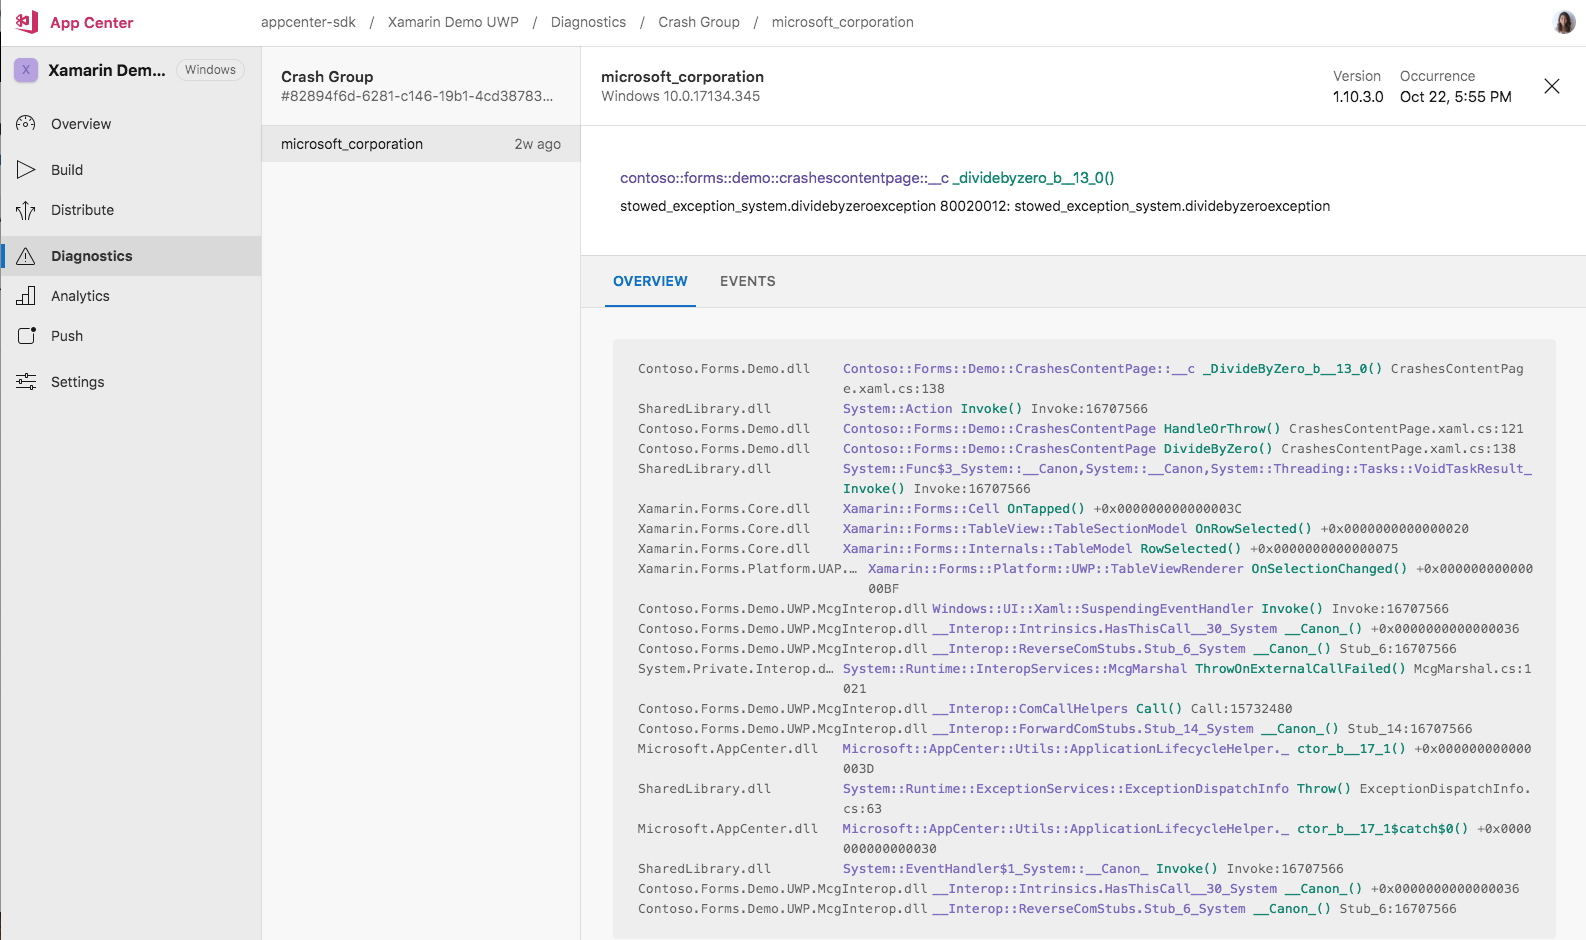 App Center
appcenter-sdk / Xamarin Demo UWP / Diagnostics / Crash Group / microsoft_corporation
X Xamarin Dem... Windows
Overview
Build
Distribute
Diagnostics
Analytics
Push
Settings
Crash Group
#82894f6d-6281-c146-19b1-4cd38783...
microsoft_corporation 2w ago
microsoft_corporation
Windows 10.0.17134.345
Version Occurrence
1.10.3.0 Oct 22, 5:55 PM
contoso::forms::demo::crashescontentpage::__c _dividebyzero_b__13_0()
stowed_exception_system.dividebyzeroexception 80020012: stowed_exception_system.dividebyzeroexception
OVERVIEW EVENTS
Contoso.Forms.Demo.dll Contoso::Forms::Demo::CrashesContentPage::__c _DivideByZero_b__13_0() CrashesContentPag
e.xaml.cs:138
SharedLibrary.dll System::Action Invoke() Invoke:16707566
Contoso.Forms.Demo.dll Contoso::Forms::Demo::CrashesContentPage HandleOrThrow() CrashesContentPage.xaml.cs:121
Contoso.Forms.Demo.dll Contoso::Forms::Demo::CrashesContentPage DivideByZero() CrashesContentPage.xaml.cs:138
SharedLibrary.dll System::Func$3_System::__Canon,System::__Canon,System::Threading::Tasks::VoidTaskResult_
Invoke() Invoke:16707566
Xamarin.Forms.Core.dll Xamarin::Forms::Cell OnTapped() +0x000000000000003C
Xamarin.Forms.Core.dll Xamarin::Forms::TableView::TableSectionModel OnRowSelected() +0x0000000000000020
Xamarin.Forms.Core.dll Xamarin::Forms::Internals::TableModel RowSelected() +0x0000000000000075
Xamarin.Forms.Platform.UAP.... Xamarin::Forms::Platform::UWP::TableViewRenderer OnSelectionChanged() +0x000000000000
00BF
Contoso.Forms.Demo.UWP.McgInterop.dll Windows::UI::Xaml::SuspendingEventHandler Invoke() Invoke:16707566
Contoso.Forms.Demo.UWP.McgInterop.dll __Interop::Intrinsics.HasThisCall__30_System __Canon_() +0x0000000000000036
Contoso.Forms.Demo.UWP.McgInterop.dll __Interop::ReverseComStubs.Stub_6_System __Canon_() Stub_6:16707566
System.Private.Interop.d... System::Runtime::InteropServices::McgMarshal ThrowOnExternalCallFailed() McgMarshal.cs:1
021
Contoso.Forms.Demo.UWP.McgInterop.dll __Interop::ComCallHelpers Call() Call:15732480
Contoso.Forms.Demo.UWP.McgInterop.dll __Interop::ForwardComStubs.Stub_14_System __Canon_() Stub_14:16707566
Microsoft.AppCenter.dll Microsoft::AppCenter::Utils::ApplicationLifecycleHelper._ ctor_b__17_1() +0x000000000000
003D
SharedLibrary.dll System::Runtime::ExceptionServices::ExceptionDispatchInfo Throw() ExceptionDispatchInfo.
cs:63
Microsoft.AppCenter.dll Microsoft::AppCenter::Utils::ApplicationLifecycleHelper._ ctor_b__17_1$catch$0() +0x0000
000000000030
SharedLibrary.dll System::EventHandler$1_System::__Canon_ Invoke() Invoke:16707566
Contoso.Forms.Demo.UWP.McgInterop.dll __Interop::Intrinsics.HasThisCall__30_System __Canon_() +0x0000000000000036
Contoso.Forms.Demo.UWP.McgInterop.dll __Interop::ReverseComStubs.Stub_6_System __Canon_() Stub_6:16707566